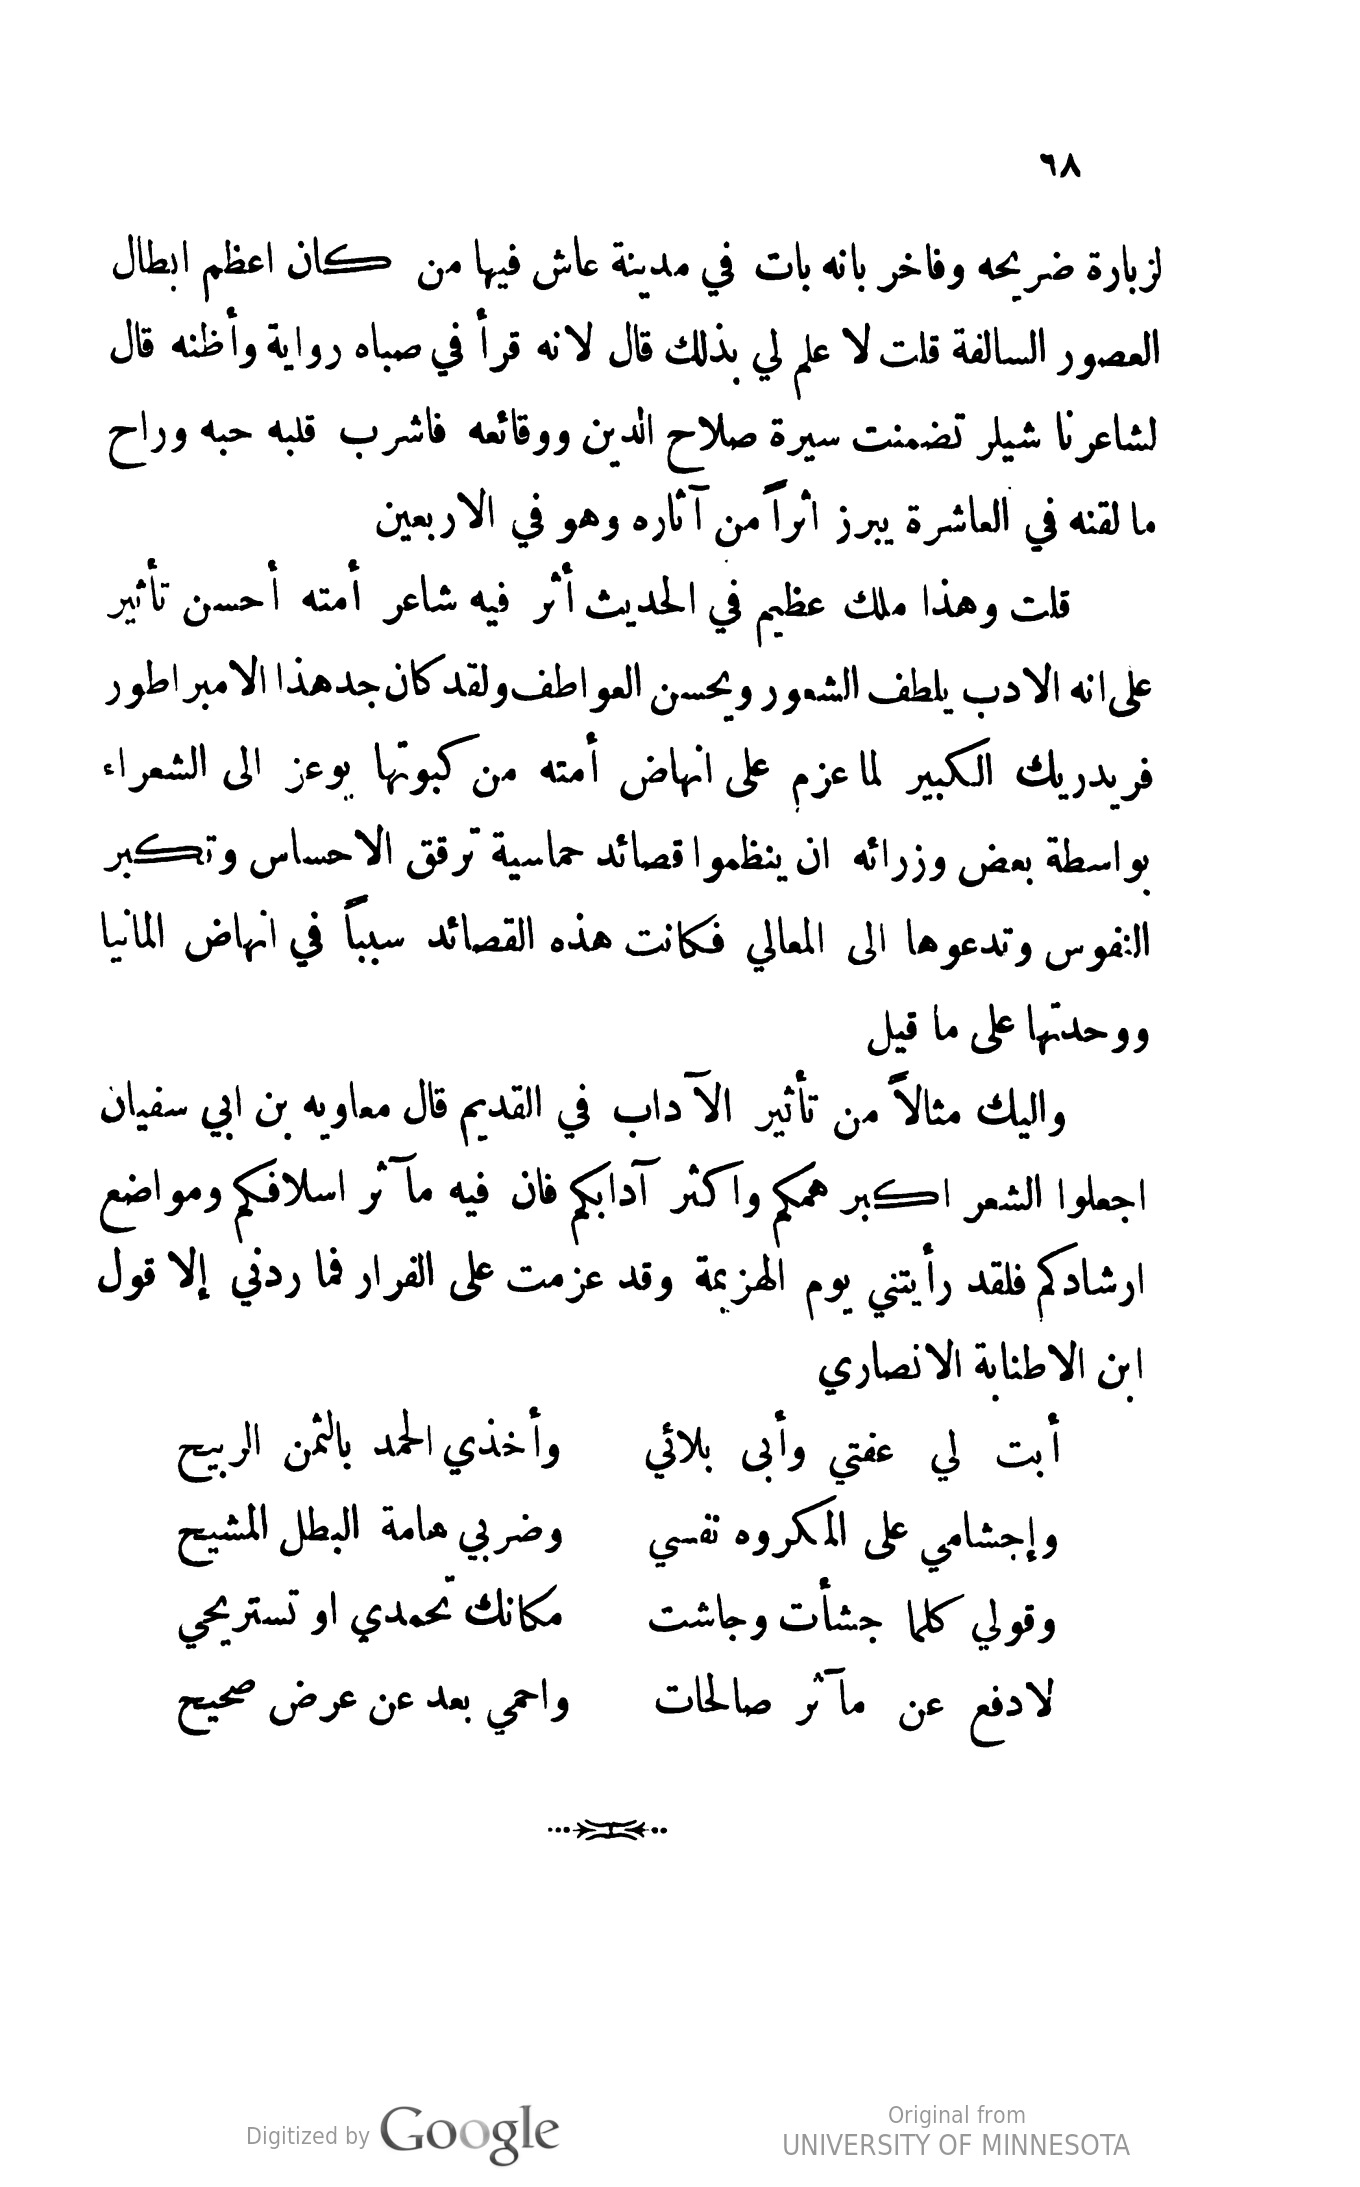 ٦٨
لزيارة ضريحه وفاخر بانه بات في مدينة عاش فيها من كان اعظم ابطال
العصور السالفة قلت لا علم لي بذلك قال لانه قرأ في صباه رواية وأظنه قال
لشاعرنا شيلر تضمنت سيرة صلاح الدين ووقائعه فاشرب قلبه حبه وراح
ما لقنه في العاشرة يبرز اثراً من آثاره وهو في الاربعين
قلت وهذا ملك عظيم في الحديث أثر فيه شاعر أمته أحسن تأثير
على انه الادب يلطف الشعور ويحسن العواطف ولقد كان جد هذا الامبراطور
فريدريك الكبير لما عزم على انهاض أمته من كبوتها يوعز الى الشعراء
بواسطة بعض وزرائه ان ينظموا قصائد حماسية ترقق الاحساس وتكبر
النفوس وتدعوها الى المعالي فكانت هذه القصائد سبباً في انهاض المانيا
ووحدتها على ما قيل
واليك مثالاً من تأثير الآداب في القديم قال معاويه بن ابي سفيان
اجعلوا الشعر اكبر همكم واكثر آدابكم فان فيه مآثر اسلافكم ومواضع
ارشادكم فلقد رأيتني يوم الهزيمة وقد عزمت على الفرار فما ردني إلا قول
ابن الاطنابة الانصاري
أبت لي عفتي وأبى بلائي وأخذي الحمد بالثمن الربيح
وإجشامي على المكروه نفسي وضربي هامة البطل المشيح
وقولي كلما جشأت وجاشت مكانك تحمدي او تستريحي
لادفع عن مآثر صالحات واحمي بعد عن عرض صحيح
Digitized by Google
Original from
UNIVERSITY OF MINNESOTA